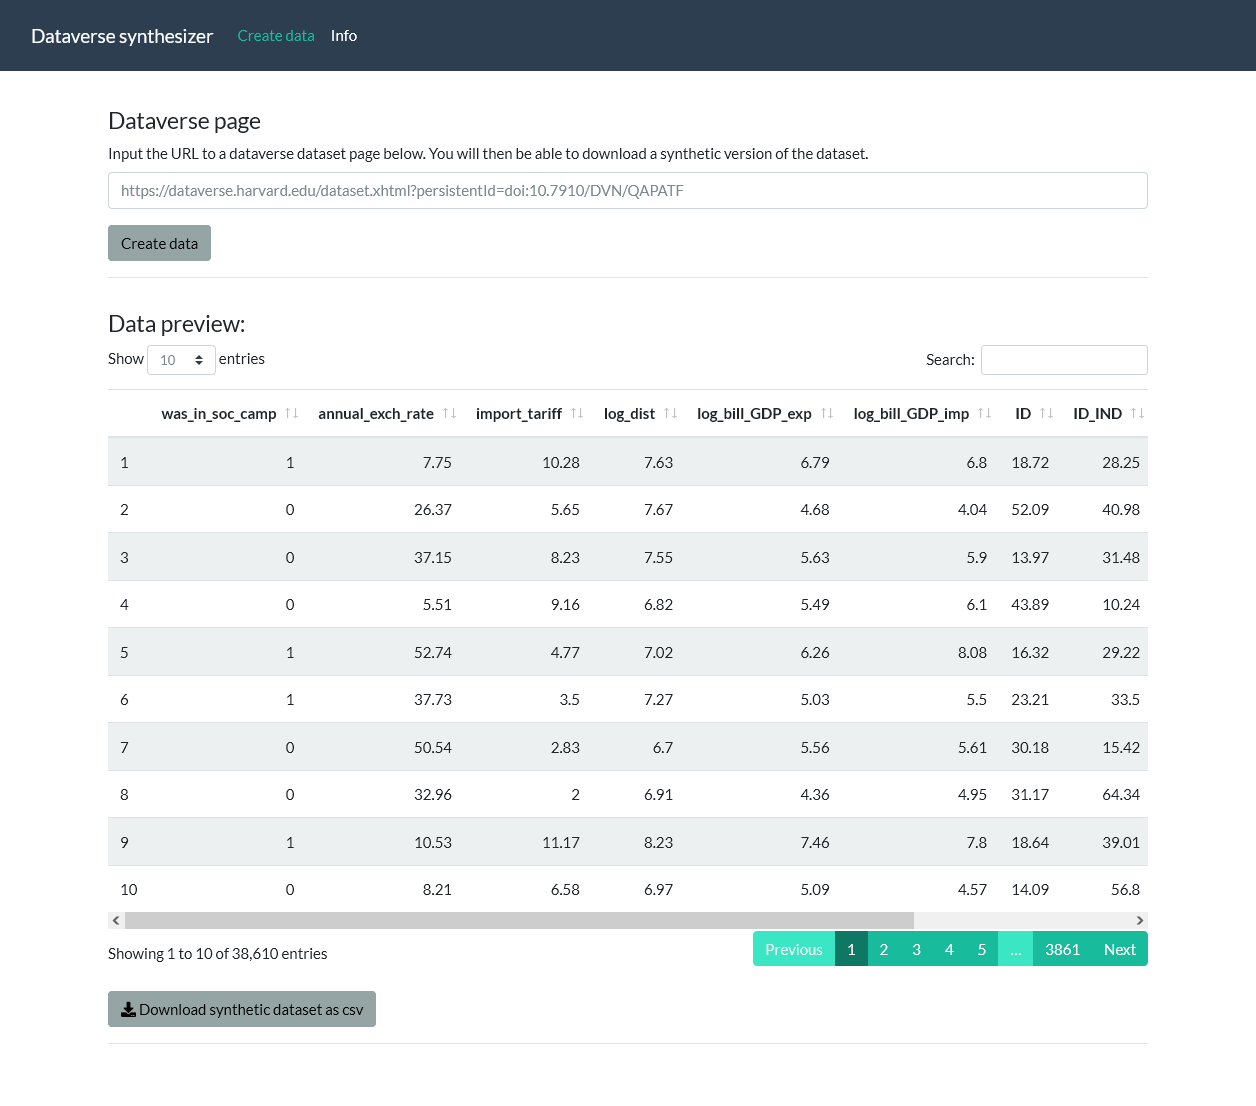 Dataverse synthesizer Create data Info
Dataverse page
Input the URL to a dataverse dataset page below. You will then be able to download a synthetic version of the dataset.
https://dataverse.harvard.edu/dataset.xhtml?persistentId=doi:10.7910/DVN/QAPATF
Create data
Data preview:
Show 10 entries Search:
was_in_soc_camp annual_exch_rate import_tariff log_dist log_bill_GDP_exp log_bill_GDP_imp ID ID_IND
1 1 7.75 10.28 7.63 6.79 6.8 18.72 28.25
2 0 26.37 5.65 7.67 4.68 4.04 52.09 40.98
3 0 37.15 8.23 7.55 5.63 5.9 13.97 31.48
4 0 5.51 9.16 6.82 5.49 6.1 43.89 10.24
5 1 52.74 4.77 7.02 6.26 8.08 16.32 29.22
6 1 37.73 3.5 7.27 5.03 5.5 23.21 33.5
7 0 50.54 2.83 6.7 5.56 5.61 30.18 15.42
8 0 32.96 2 6.91 4.36 4.95 31.17 64.34
9 1 10.53 11.17 8.23 7.46 7.8 18.64 39.01
10 0 8.21 6.58 6.97 5.09 4.57 14.09 56.8
Showing 1 to 10 of 38,610 entries Previous 1 2 3 4 5 ... 3861 Next
Download synthetic dataset as csv